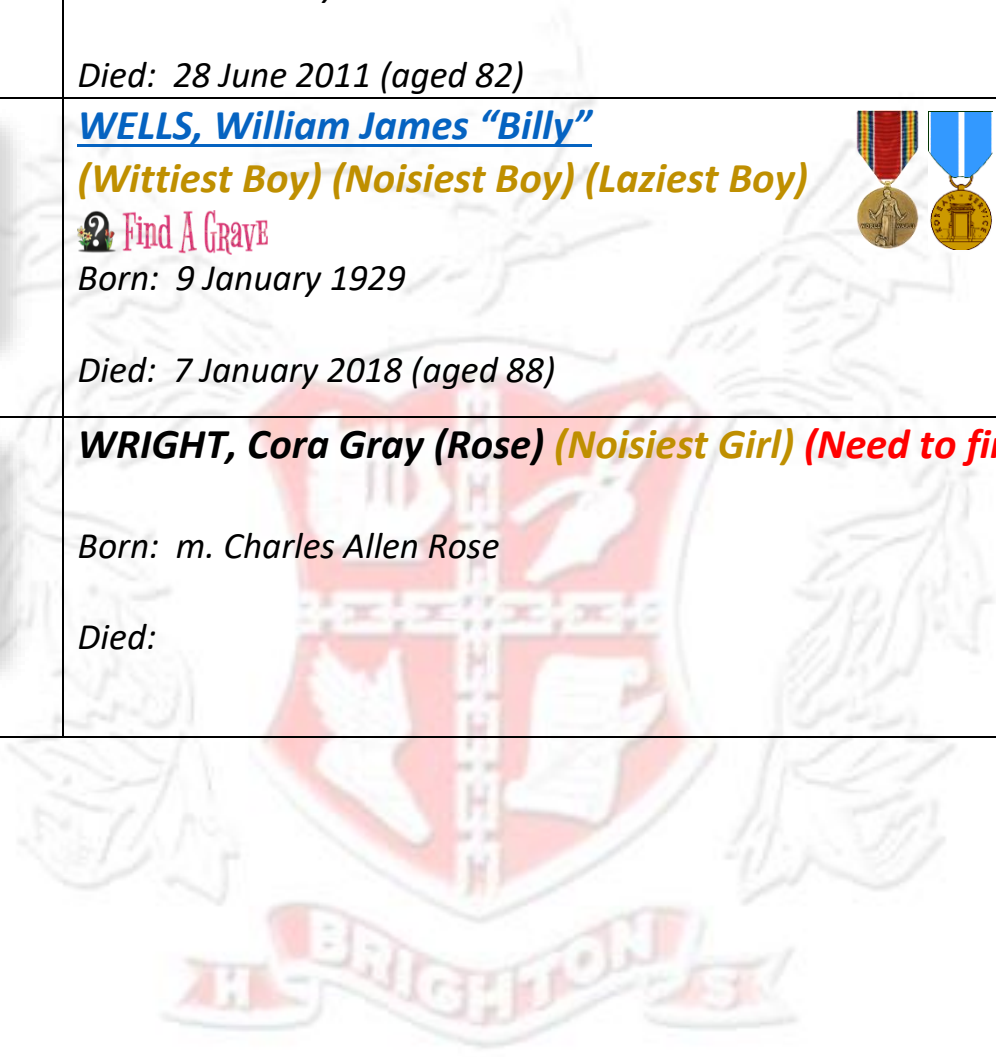 Died: 28 June 2011 (aged 82)
WELLS, William James “Billy”
(Wittiest Boy) (Noisiest Boy) (Laziest Boy)
Find A Grave
Born: 9 January 1929
Died: 7 January 2018 (aged 88)
WRIGHT, Cora Gray (Rose) (Noisiest Girl) (Need to
Born: m. Charles Allen Rose
Died:
BRIGHTON
H S